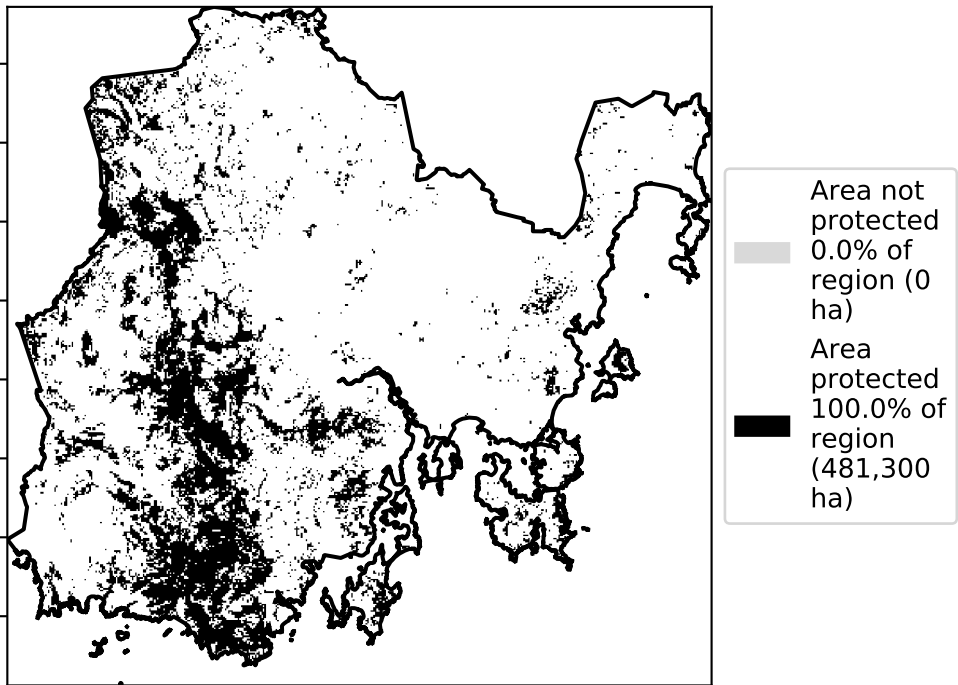 Area not
protected
0.0% of
region (0
ha)
Area
protected
100.0% of
region
(481,300
ha)